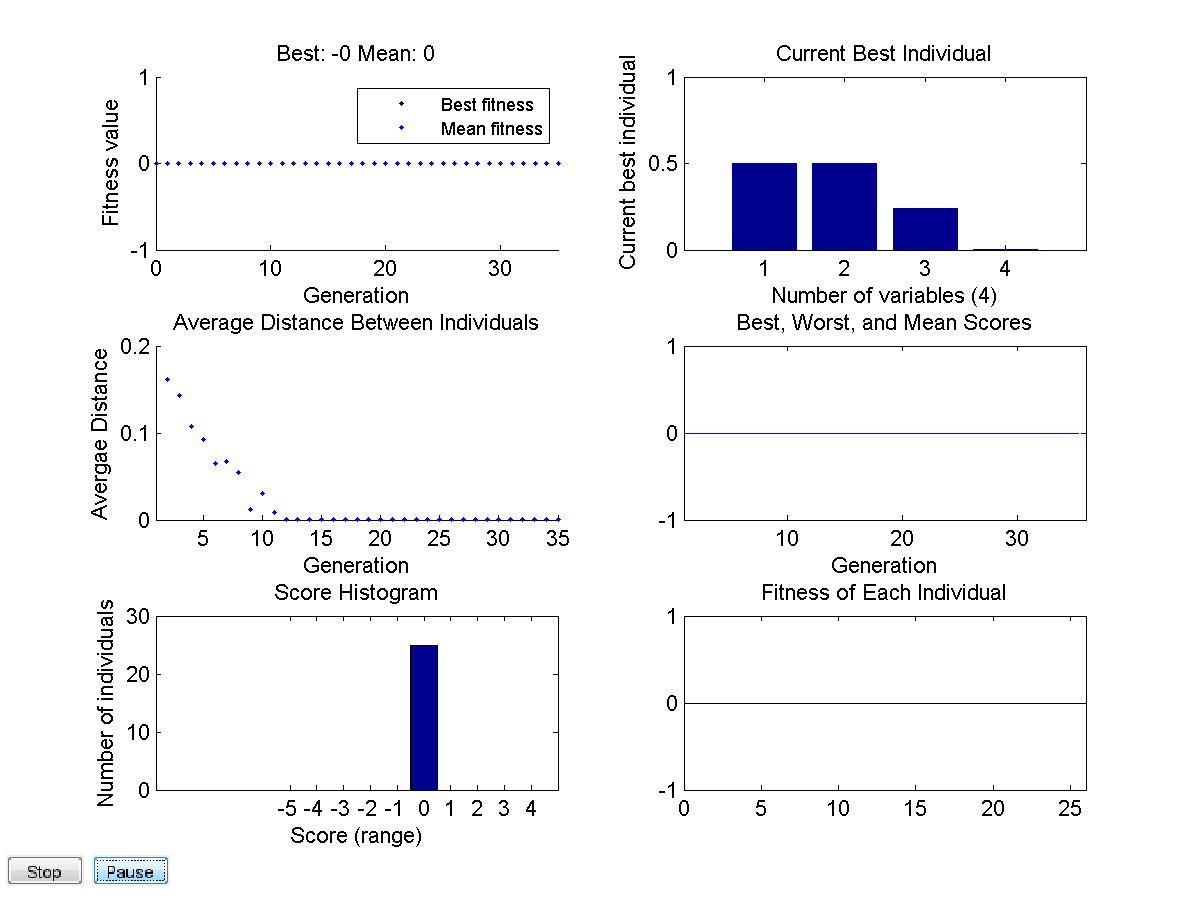 Best: -0 Mean: 0
Fitness value
1
0
-1
Best fitness
Mean fitness
0 10 20 30
Generation
Current Best Individual
Current best individual
1
0.5
0
1 2 3 4
Number of variables (4)
Average Distance Between Individuals
Avergae Distance
0.2
0.1
0
5 10 15 20 25 30 35
Generation
Best, Worst, and Mean Scores
1
0
-1
10 20 30
Generation
Score Histogram
Number of individuals
30
20
10
0
-5 -4 -3 -2 -1 0 1 2 3 4
Score (range)
Fitness of Each Individual
1
0
-1
0 5 10 15 20 25
Stop
Pause